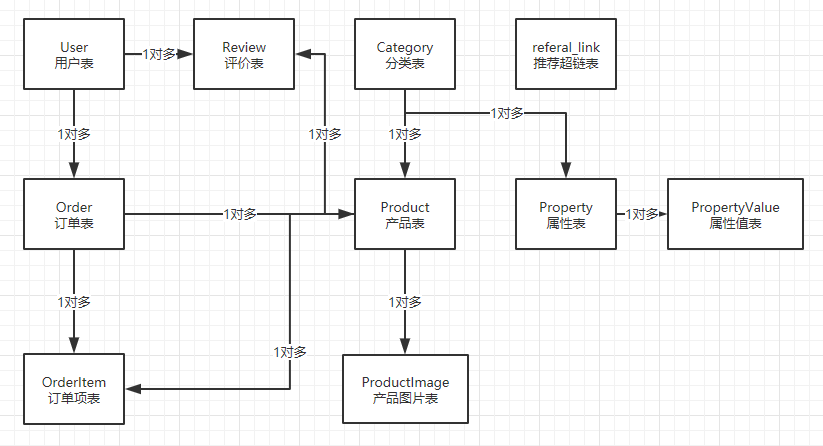 User
用户表
1对多
Review
评价表
Category
分类表
referal_link
推荐超链表
1对多
1对多
1对多
1对多
Order
订单表
1对多
Product
产品表
Property
属性表
1对多
PropertyValue
属性值表
1对多
1对多
1对多
OrderItem
订单项表
ProductImage
产品图片表